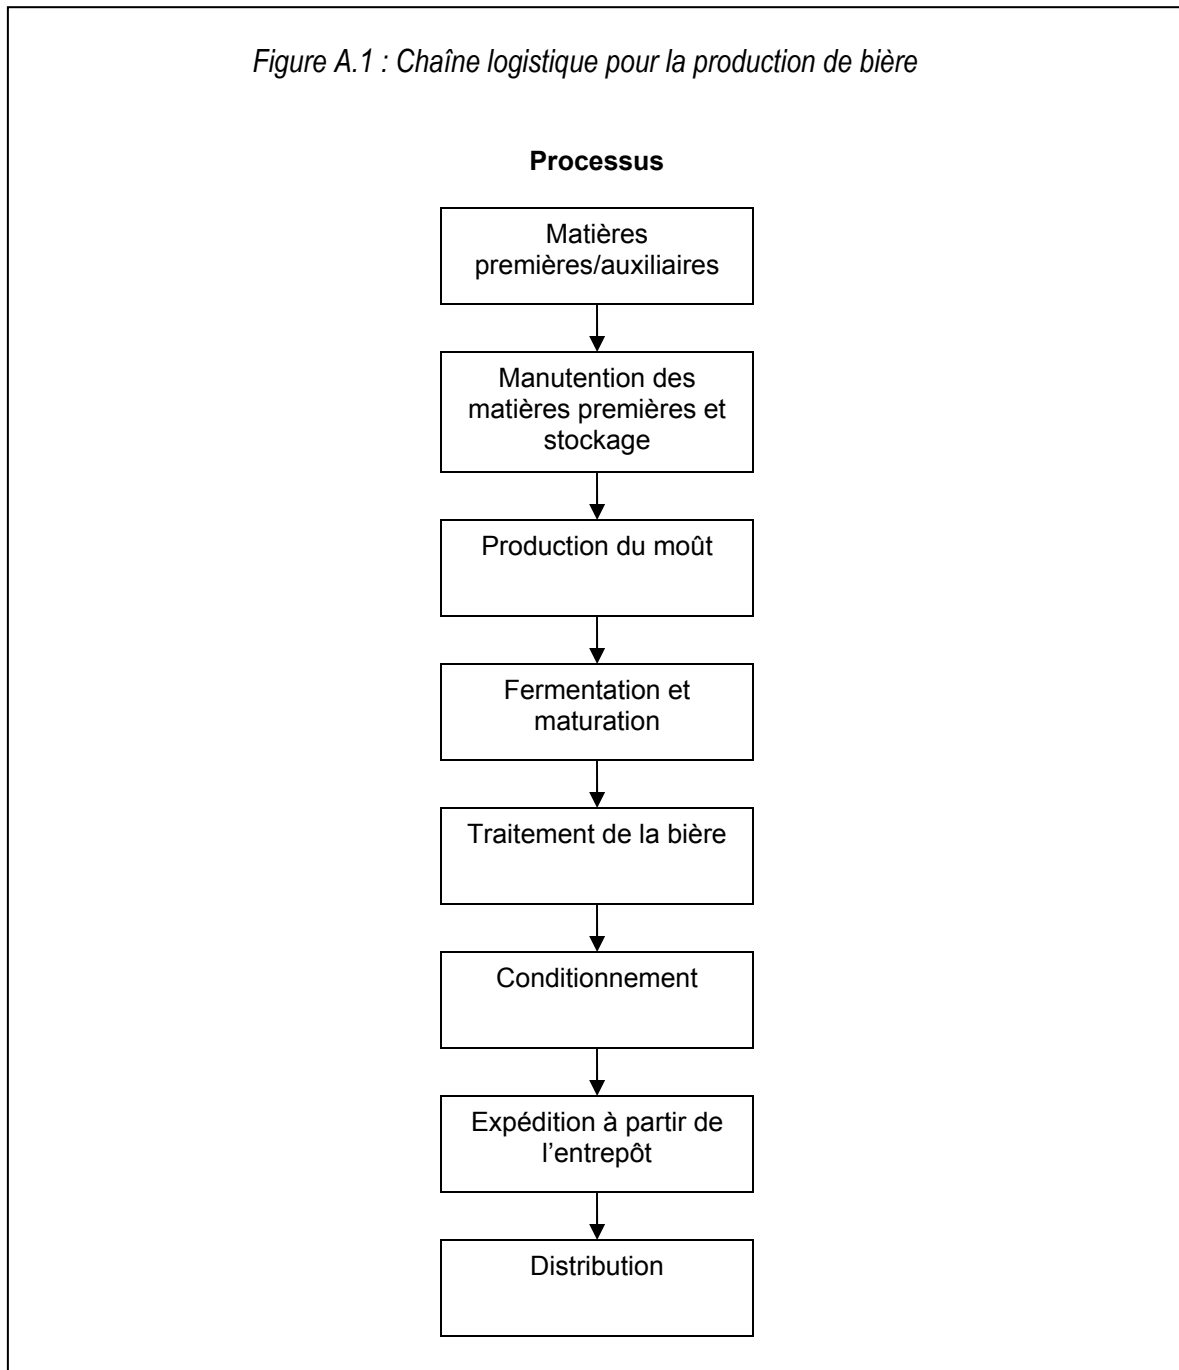 Figure A.1 : Chaîne logistique pour la production de bière
Processus
Matières
premières/auxiliaires
Manutention des
matières premières et
stockage
Production du moût
Fermentation et
maturation
Traitement de la bière
Conditionnement
Expédition à partir de
l’entrepôt
Distribution